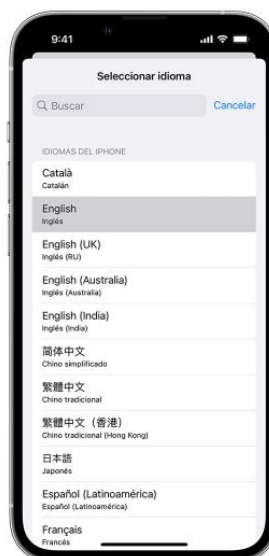 9:41
Seleccionar idioma
Buscar
Cancelar
IDIOMAS DEL IPHONE
Català
Catalán
English
Inglés
English (UK)
Inglés (RU)
English (Australia)
Inglés (Australia)
English (India)
Inglés (India)
简体中文
Chino simplificado
繁體中文
Chino tradicional
繁體中文（香港）
Chino tradicional (Hong Kong)
日本語
Japonés
Español (Latinoamérica)
Español (Latinoamérica)
Français
Francés